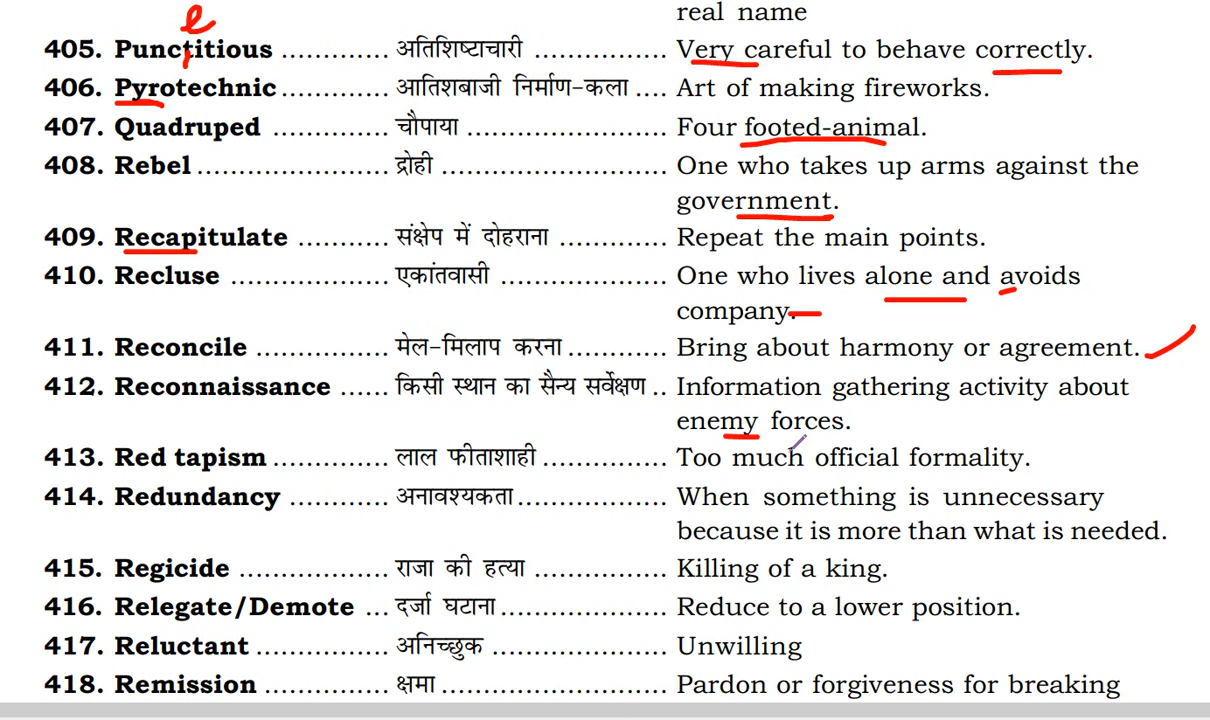 real name
405. Punctitious .............. अतिशिष्टाचारी .................. Very careful to behave correctly.
e
406. Pyrotechnic ............... आतिशबाजी निर्माण-कला .... Art of making fireworks.
407. Quadruped ................ चौपाया ........................... Four footed-animal.
408. Rebel ........................... द्रोही ............................... One who takes up arms against the
government.
409. Recapitulate ............. संक्षेप में दोहराना .............. Repeat the main points.
410. Recluse ...................... एकांतवासी ....................... One who lives alone and avoids
company.
411. Reconcile ................... मेल-मिलाप करना ............. Bring about harmony or agreement.
412. Reconnaissance ...... किसी स्थान का सैन्य सर्वेक्षण .. Information gathering activity about
enemy forces.
413. Red tapism ................ लाल फीताशाही ................. Too much official formality.
414. Redundancy .............. अनावश्यकता .................... When something is unnecessary
because it is more than what is needed.
415. Regicide ..................... राजा की हत्या .................. Killing of a king.
416. Relegate/Demote ... दर्जा घटाना ...................... Reduce to a lower position.
417. Reluctant .................. अनिच्छुक ........................ Unwilling
418. Remission ................. क्षमा ............................... Pardon or forgiveness for breaking